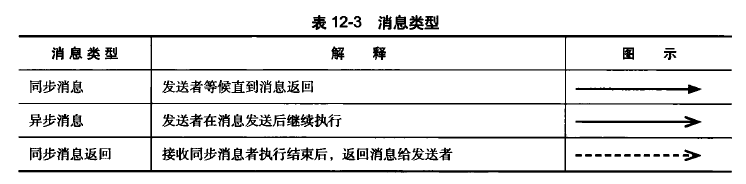 表 12-3 消息类型
消息类型 解 释 图 示
同步消息 发送者等候直到消息返回
异步消息 发送者在消息发送后继续执行
同步消息返回 接收同步消息者执行结束后，返回消息给发送者